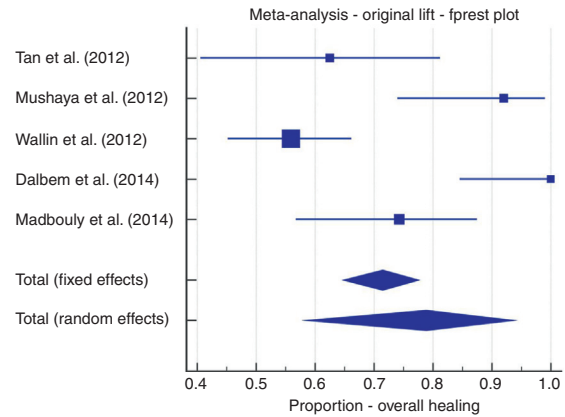 Meta-analysis - original lift - fprest plot
Tan et al. (2012)
Mushaya et al. (2012)
Wallin et al. (2012)
Dalbem et al. (2014)
Madbouly et al. (2014)
Total (fixed effects)
Total (random effects)
0.4 0.5 0.6 0.7 0.8 0.9 1.0
Proportion - overall healing